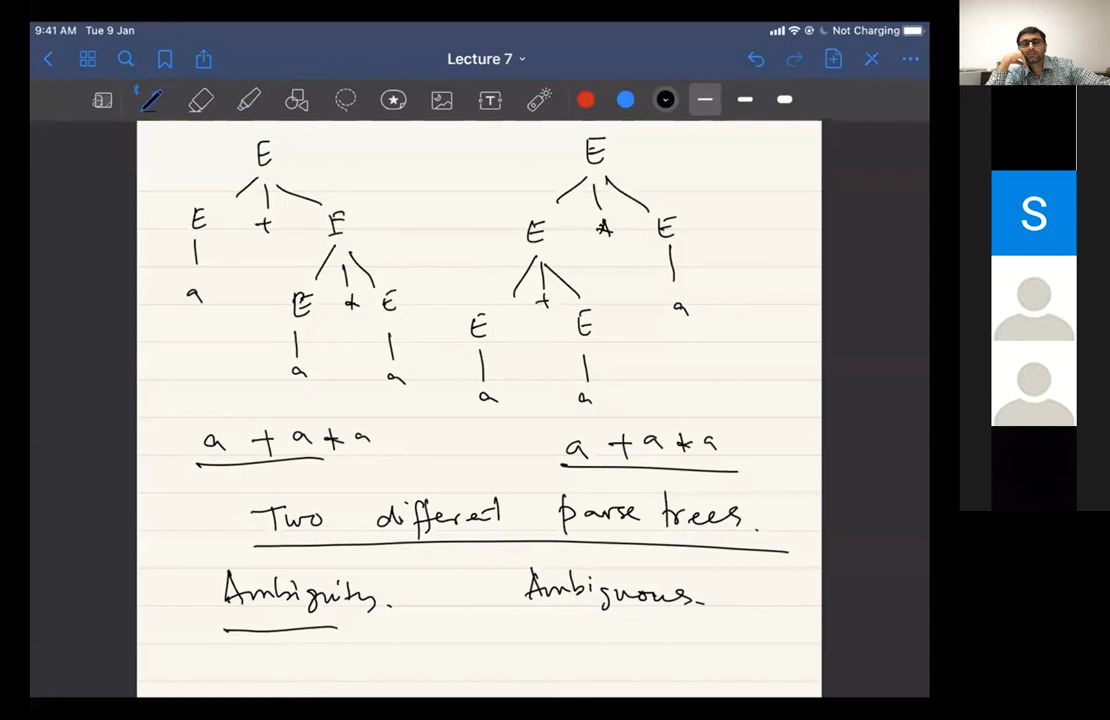 9:41 AM Tue 9 Jan
Not Charging
Lecture 7
T
E
E
E + E
E * E
a
E * E
E + E
a
a a
S
a a
a + a * a
a + a * a
Two different parse trees.
Ambiguity.
Ambiguous.